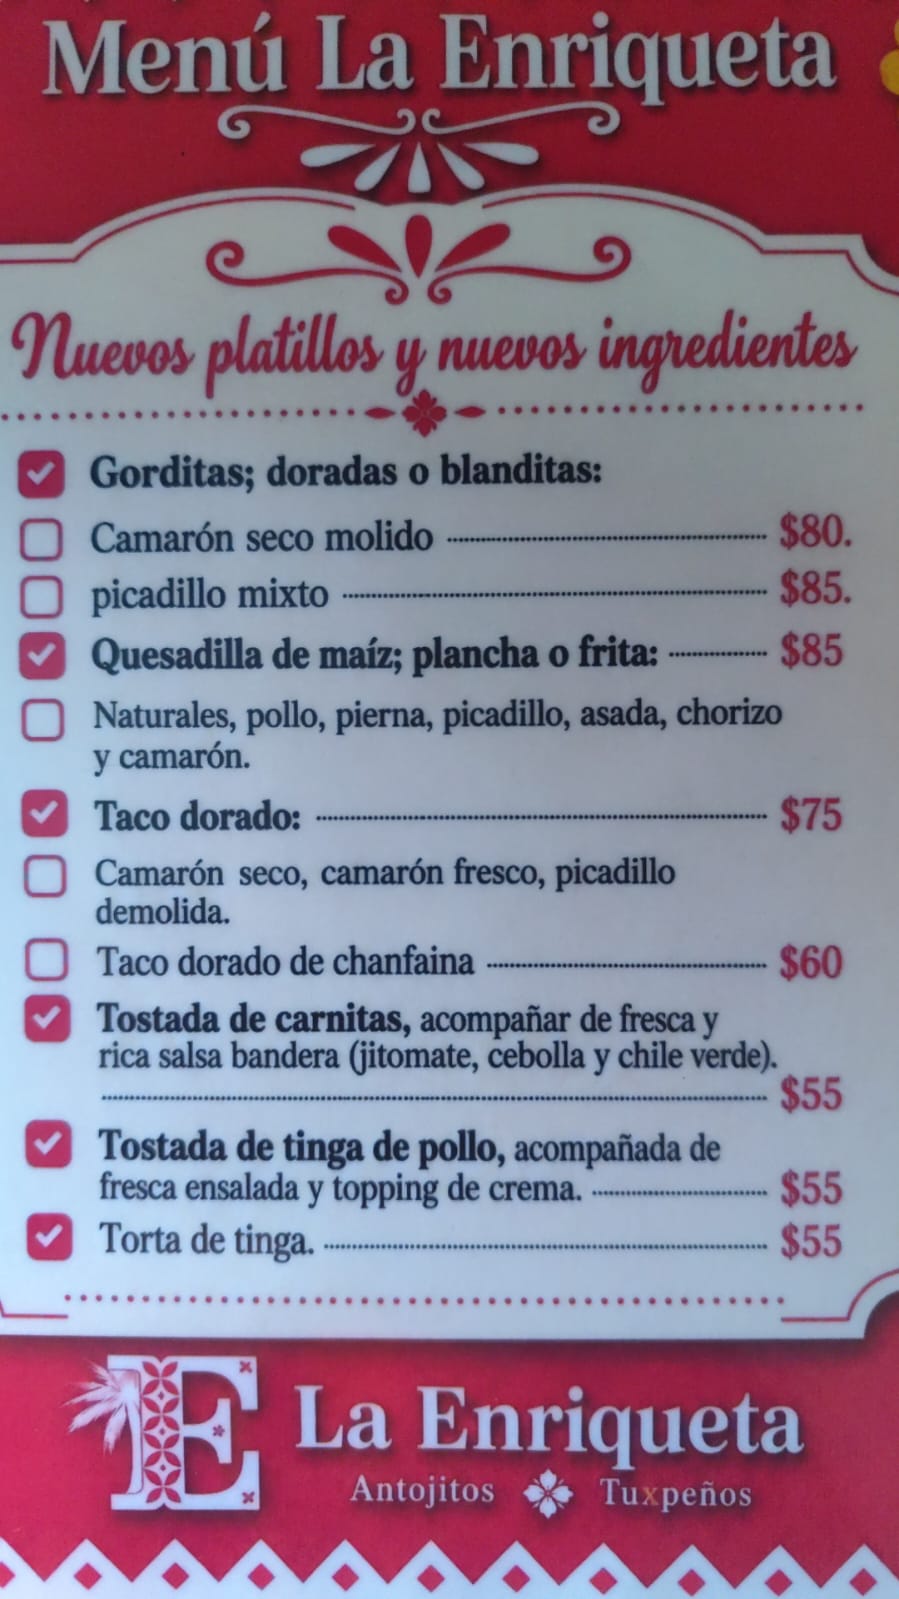 Menú La Enriqueta
Nuevos platillos y nuevos ingredientes
Gorditas; doradas o blanditas:
Camarón seco molido $80.
picadillo mixto $85.
Quesadilla de maíz; plancha o frita: $85
Naturales, pollo, pierna, picadillo, asada, chorizo
y camarón.
Taco dorado: $75
Camarón seco, camarón fresco, picadillo
demolida.
Taco dorado de chanfaina $60
Tostada de carnitas, acompañar de fresca y
rica salsa bandera (jitomate, cebolla y chile verde).
$55
Tostada de tinga de pollo, acompañada de
fresca ensalada y topping de crema. $55
Torta de tinga. $55
E La Enriqueta
Antojitos Tuxpeños